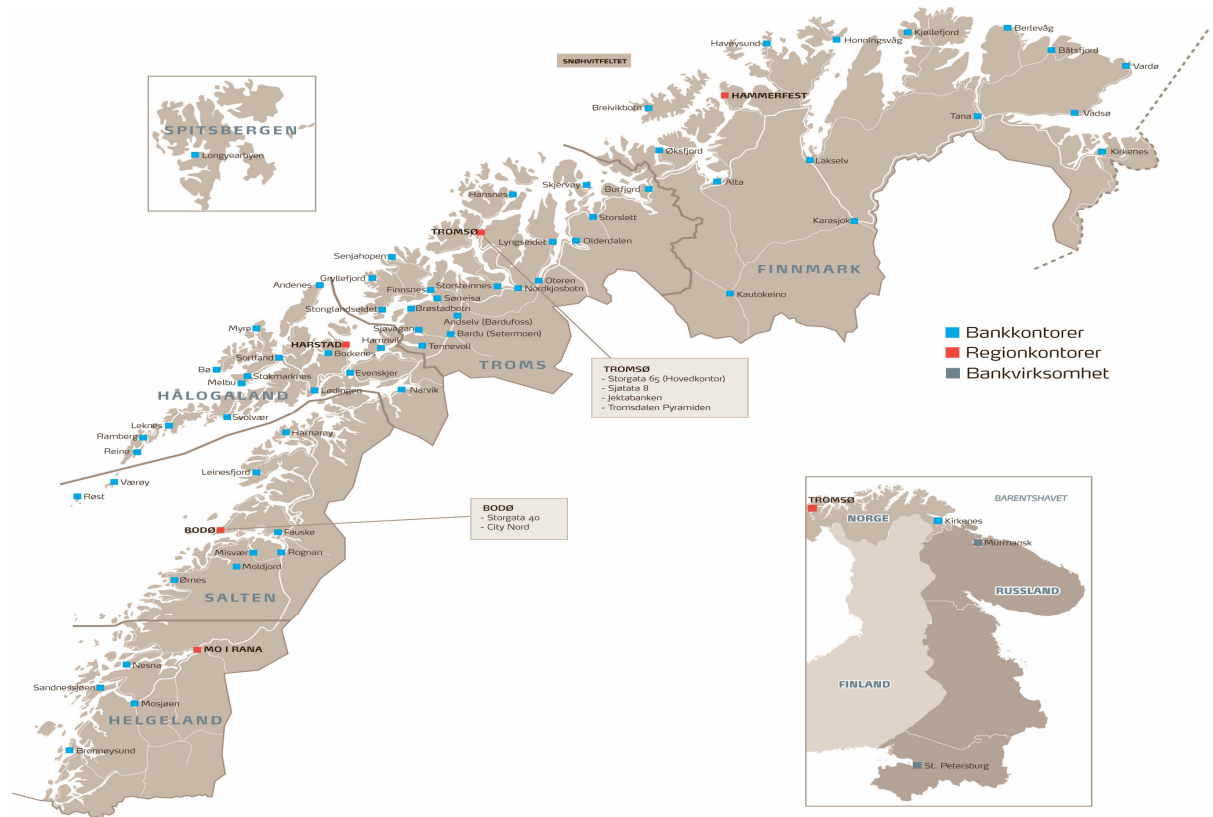 Berlevåg
Kjøllefjord
Honningsvåg
Havøysund
Båtsfjord
SNØHVITFELTET
Vardø
HAMMERFEST
Breivikbotn
Vadsø
Tana
SPITSBERGEN
Longyearbyen
Øksfjord
Kirkenes
Lakselv
Alta
Skjervøy
Burfjord
Hansnes
Storslett
Karasjok
TROMSØ
Lyngseidet
Olderdalen
Senjahopen
FINNMARK
Gryllefjord
Andenes
Finnsnes
Storsteinnes
Oteren
Nordkjosbotn
Kautokeino
Sørreisa
Stonglandseidet
Brøstadbotn
Andselv (Bardufoss)
Myre
Sjøvegan
Bardu (Setermoen)
HARSTAD
Hamnvik
Tennevoll
Borkenes
Sortland
TROMS
Bø
Stokmarknes
Evenskjer
Melbu
HÅLOGALAND
Lødingen
Narvik
Svolvær
Leknes
Ramberg
Reine
Hamarøy
Leinesfjord
Værøy
Røst
Bankkontorer
Regionkontorer
Bankvirksomhet
TROMSØ
- Storgata 65 (Hovedkontor)
- Sjøtata 8
- Jektabanken
- Tromsdalen Pyramiden
BODØ
- Storgata 40
- City Nord
BODØ
Fauske
Misvær
Rognan
Moldjord
Ørnes
SALTEN
MO I RANA
Nesna
Sandnessjøen
Mosjøen
HELGELAND
Brønnøysund
TROMSØ
BARENTSHAVET
NORGE
Kirkenes
Murmansk
RUSSLAND
FINLAND
St. Petersburg